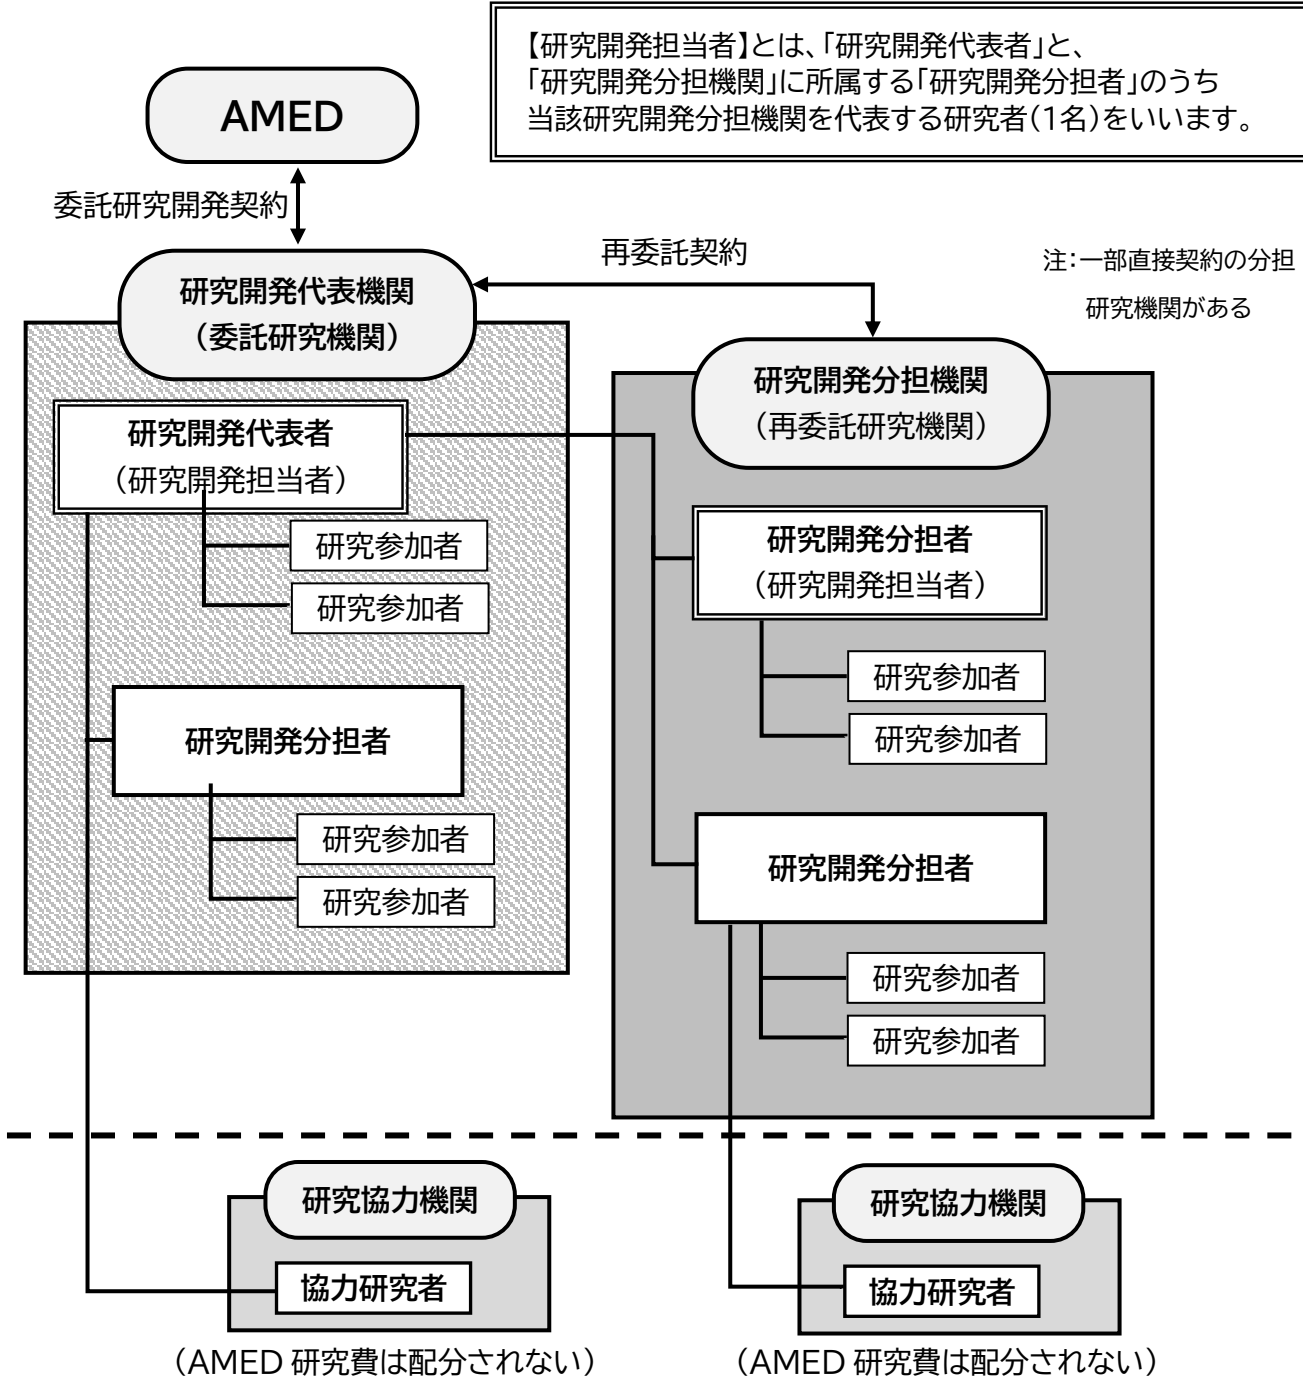 【研究開発担当者】とは、「研究開発代表者」と、
「研究開発分担機関」に所属する「研究開発分担者」のうち
当該研究開発分担機関を代表する研究者(1名)をいいます。
AMED
委託研究開発契約
再委託契約
注:一部直接契約の分担
研究機関がある
研究開発代表機関
(委託研究機関)
研究開発代表者
(研究開発担当者)
研究参加者
研究参加者
研究開発分担者
研究参加者
研究参加者
研究開発分担機関
(再委託研究機関)
研究開発分担者
(研究開発担当者)
研究参加者
研究参加者
研究開発分担者
研究参加者
研究参加者
研究協力機関
協力研究者
(AMED 研究費は配分されない)
研究協力機関
協力研究者
(AMED 研究費は配分されない)